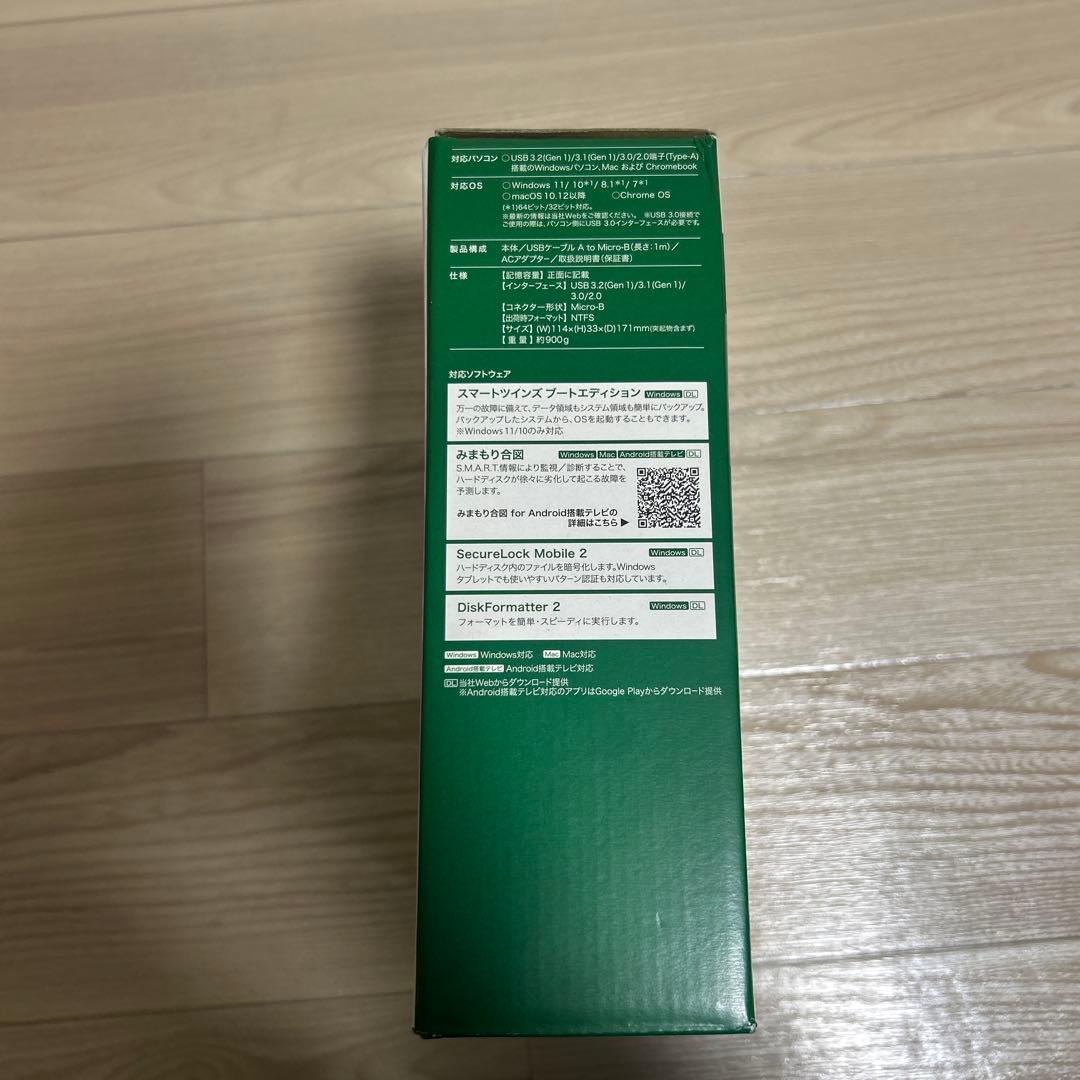 対応パソコン ○USB 3.2(Gen 1)/3.1(Gen 1)/3.0/2.0端子(Type-A)
搭載のWindowsパソコン、Mac および Chromebook
対応OS ○Windows 11/ 10*1/ 8.1*1/ 7*1
○macOS 10.12以降 ○Chrome OS
(*1)64ビット/32ビット対応。
※最新の情報は当社Webをご確認ください。 ※USB 3.0接続で
ご使用の際は、パソコン側にUSB 3.0インターフェースが必要です。
製品構成 本体/USBケーブル A to Micro-B(長さ:1m)/
ACアダプター/取扱説明書(保証書)
仕様 【記憶容量】正面に記載
【インターフェース】USB 3.2(Gen 1)/3.1(Gen 1)/
3.0/2.0
【コネクター形状】Micro-B
【出荷時フォーマット】NTFS
【サイズ】(W)114×(H)33×(D)171mm(突起物含まず)
【重量】約900g
対応ソフトウェア
スマートツインズ ブートエディション Windows DL
万一の故障に備えて、データ領域もシステム領域も簡単にバックアップ。
バックアップしたシステムから、OSを起動することもできます。
※Windows 11/10のみ対応
みまもり合図 Windows Mac Android搭載テレビ DL
S.M.A.R.T.情報により監視/診断することで、
ハードディスクが徐々に劣化して起こる故障を
予測します。
みまもり合図 for Android搭載テレビの
詳細はこちら▶
SecureLock Mobile 2 Windows DL
ハードディスク内のファイルを暗号化します。Windows
タブレットでも使いやすいパターン認証も対応しています。
DiskFormatter 2 Windows DL
フォーマットを簡単・スピーディに実行します。
Windows Windows対応 Mac Mac対応
Android搭載テレビ Android搭載テレビ対応
DL 当社Webからダウンロード提供
※Android搭載テレビ対応のアプリはGoogle Playからダウンロード提供